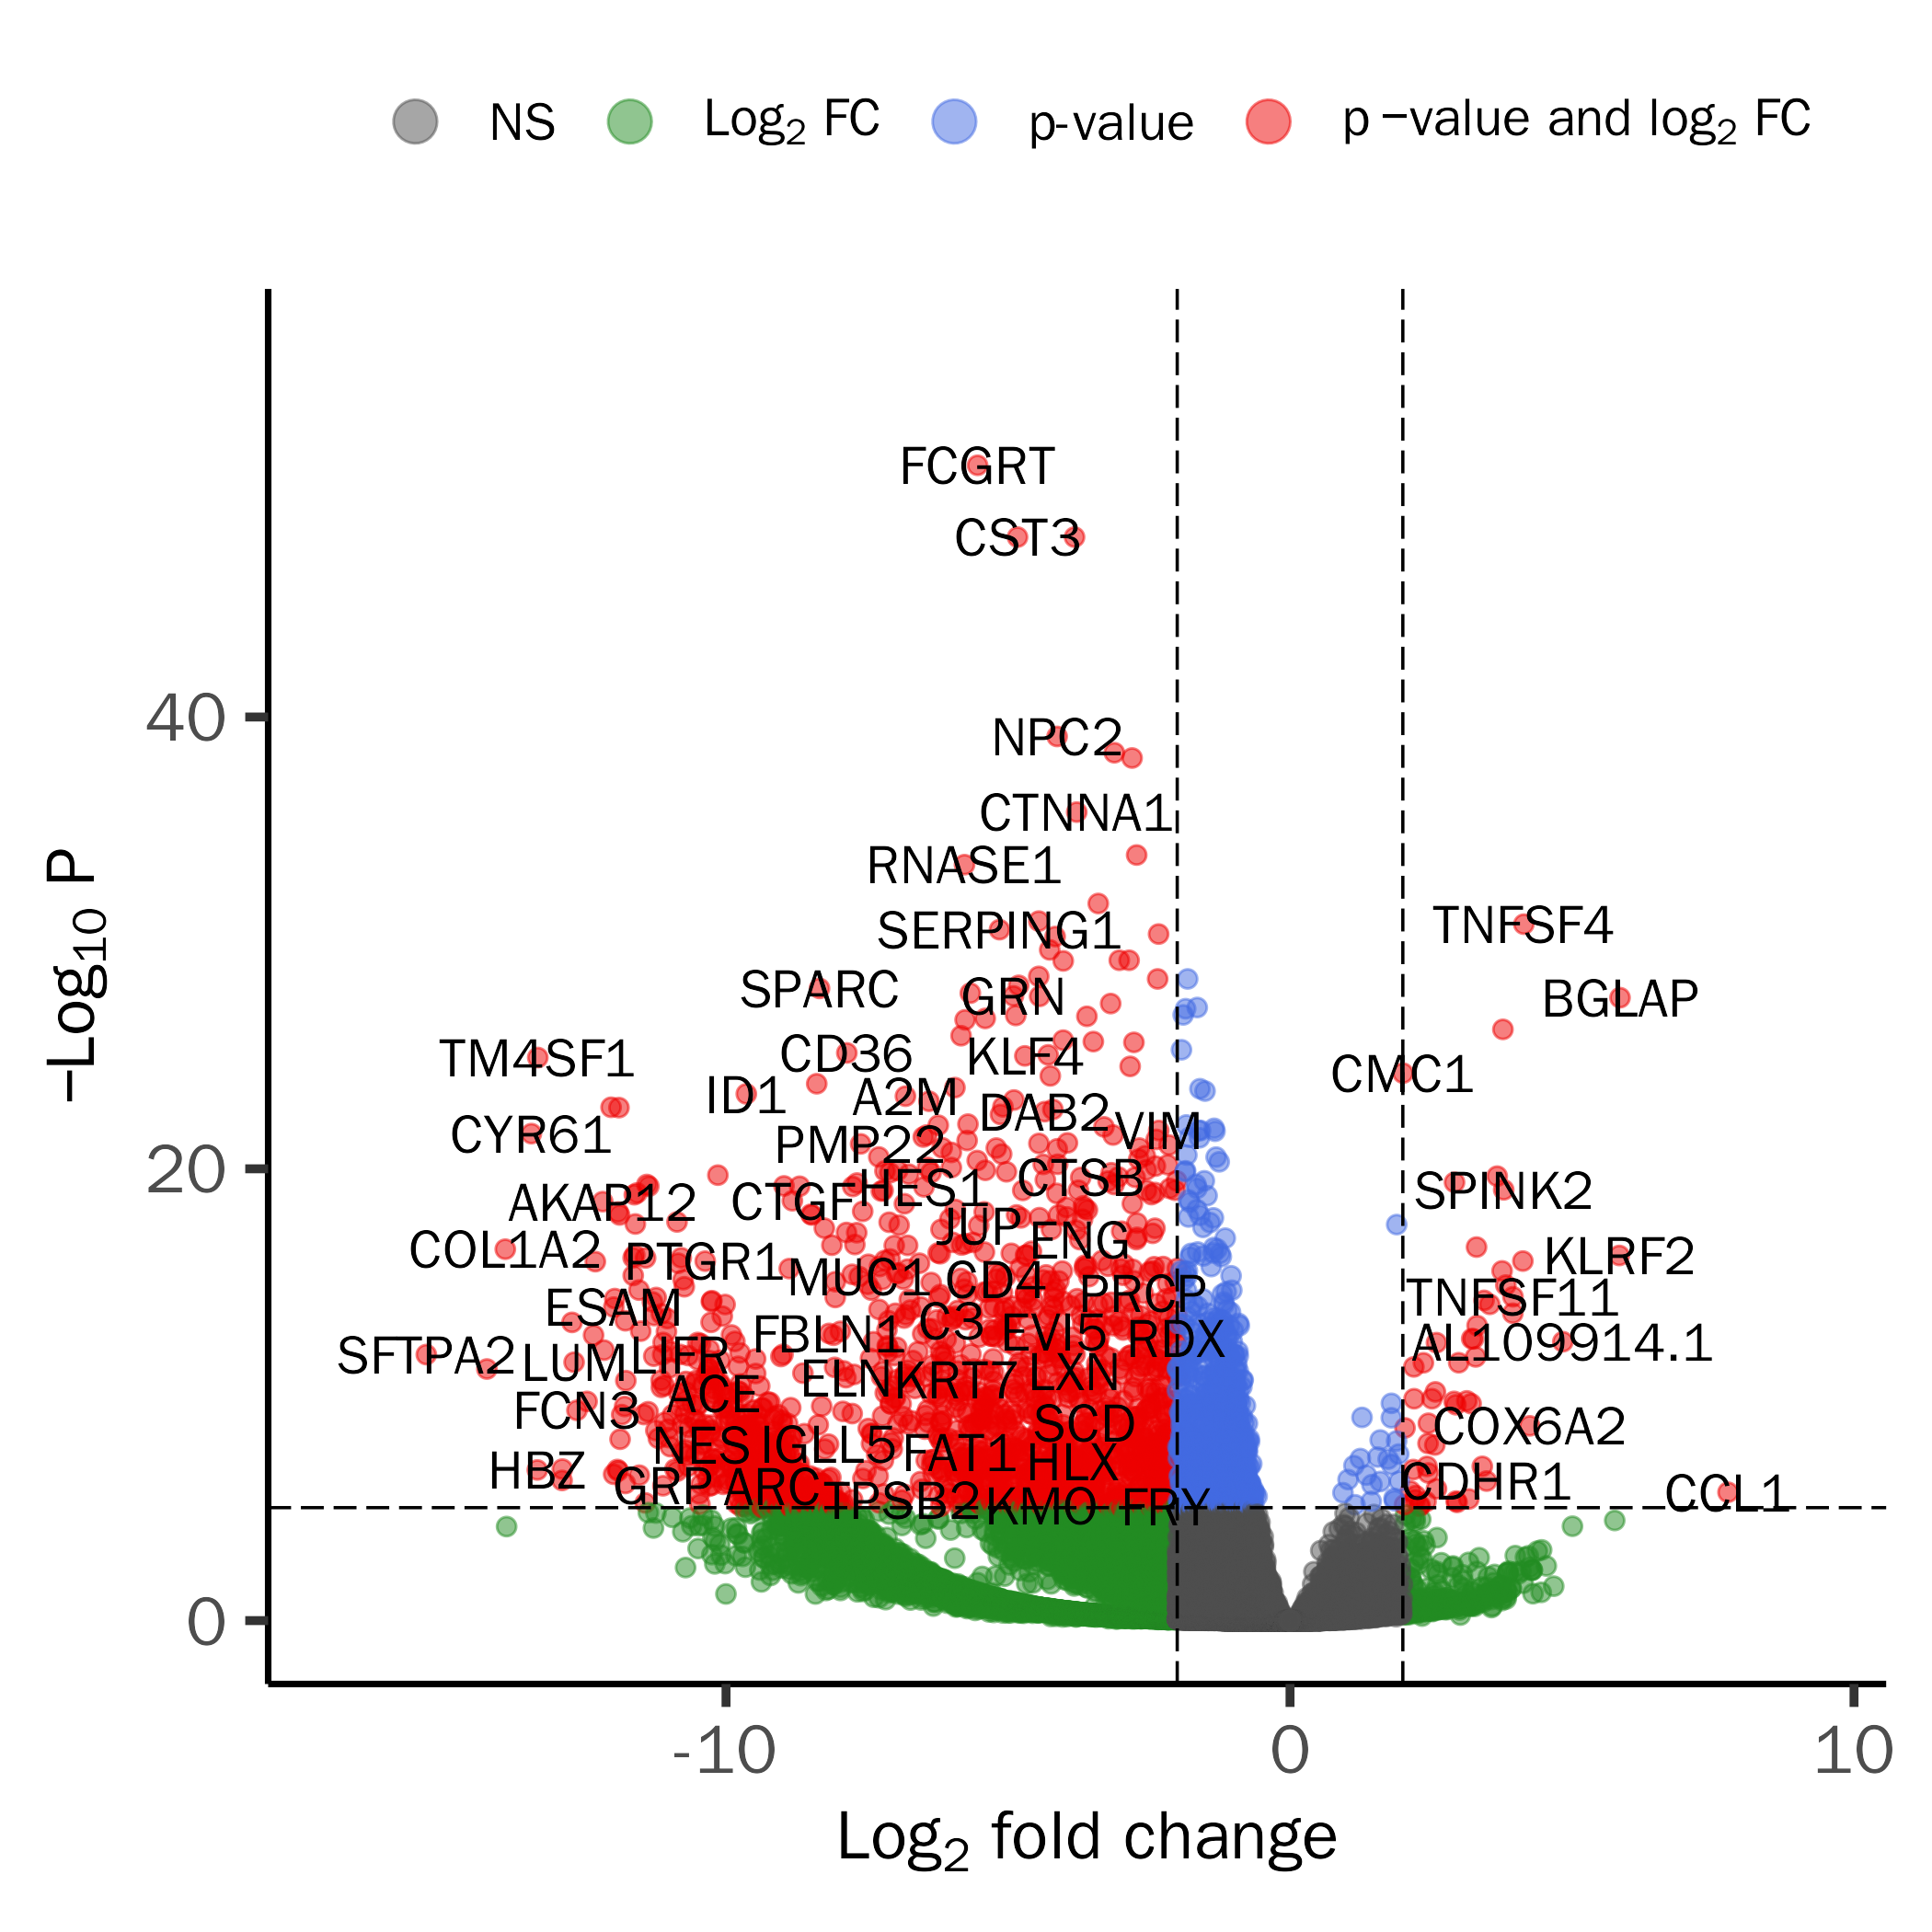 NS Log₂ FC p-value p −value and log₂ FC
FCGRT
CST3
40
NPC2
CTNNA1
RNASE1
SERPING1 TNFSF4
SPARC GRN BGLAP
−Log₁₀ P
TM4SF1 CD36 KLF4 CMC1
ID1 A2M DAB2
CYR61 PMP22 VIM
20
CTSB SPINK2
AKAP12 CTGF HES1
COL1A2 PTGR1 JUP ENG KLRF2
MUC1 CD4 PRCP TNFSF11
ESAM FBLN1 C3 EVI5 RDX AL109914.1
SFTPA2 LUM LIFR ELN KRT7 LXN
FCN3 ACE SCD COX6A2
HBZ NES IGLL5 FAT1 HLX CDHR1
GRP ARC TPSB2 KMO FRY CCL1
0
-10 0 10
Log₂ fold change